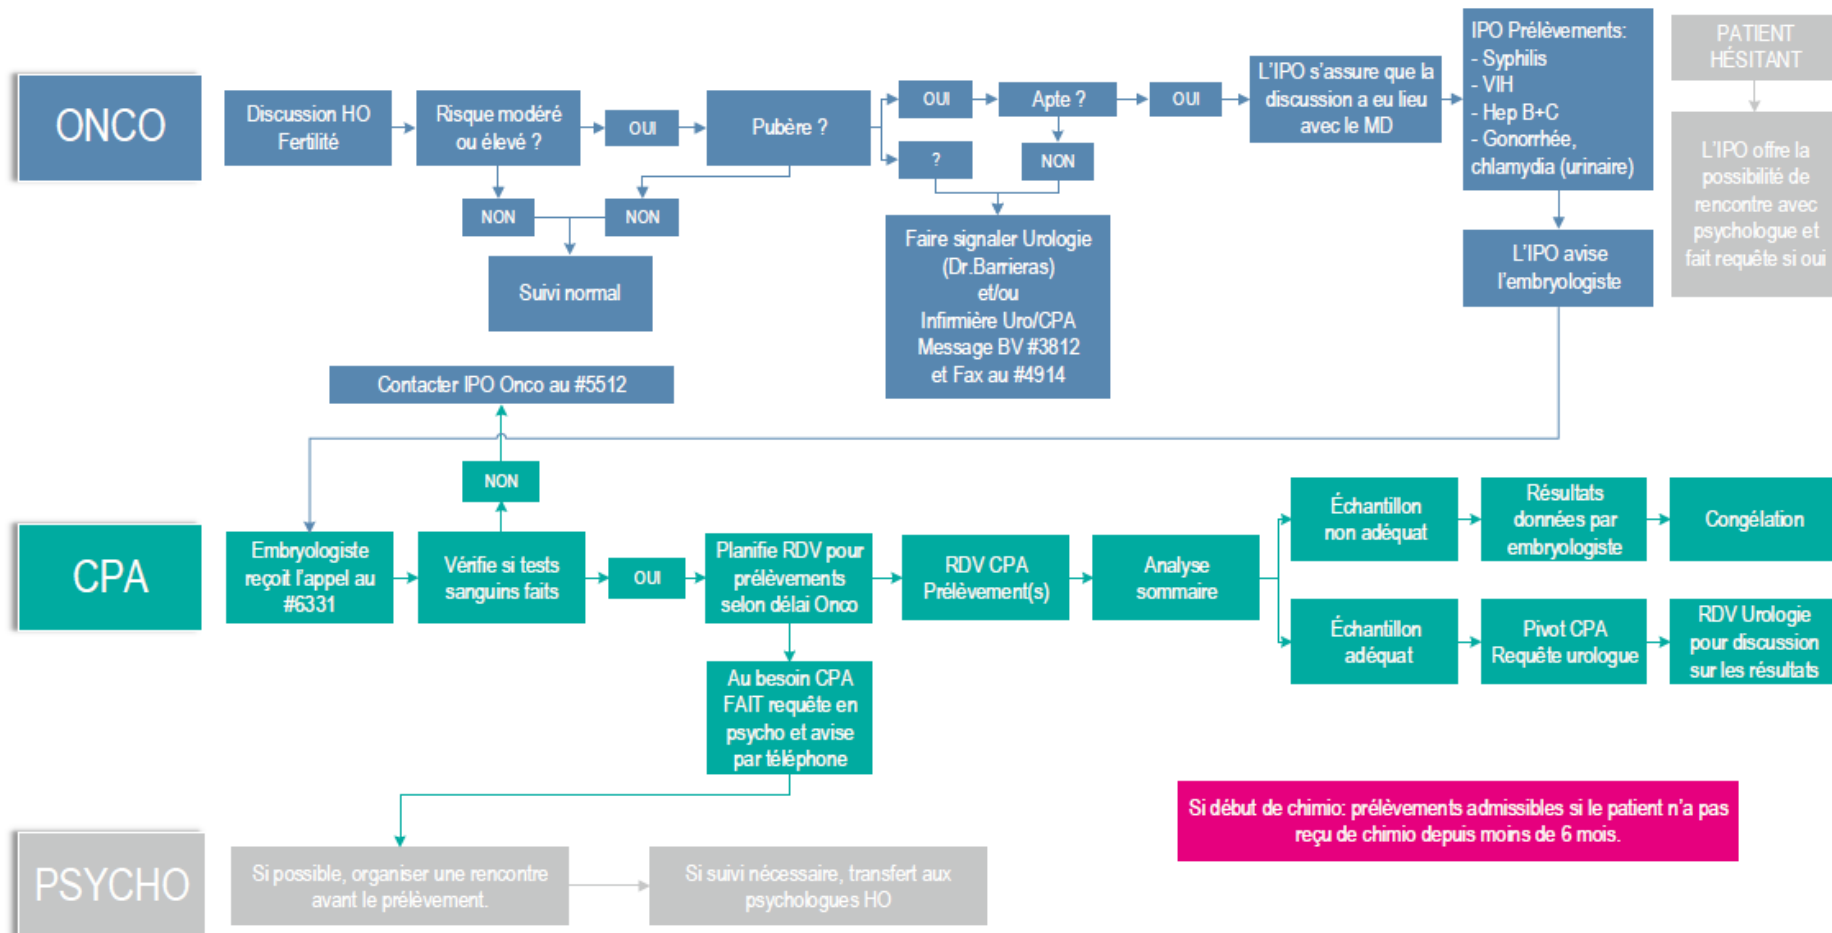 ONCO
Discussion HO
Fertilité
Risque modéré
ou élevé ?
OUI
NON
Pubère ?
NON
Suivi normal
OUI
?
Apte ?
OUI
NON
Faire signaler Urologie
(Dr.Barrieras)
et/ou
Infirmière Uro/CPA
Message BV #3812
et Fax au #4914
L'IPO s'assure que la
discussion a eu lieu
avec le MD
IPO Prélèvements:
- Syphilis
- VIH
- Hep B+C
- Gonorrhée,
chlamydia (urinaire)
L'IPO avise
l'embryologiste
PATIENT
HÉSITANT
L'IPO offre la
possibilité de
rencontre avec
psychologue et
fait requête si oui
Contacter IPO Onco au #5512
NON
CPA
Embryologiste
reçoit l'appel au
#6331
Vérifie si tests
sanguins faits
OUI
Planifie RDV pour
prélèvements
selon délai Onco
RDV CPA
Prélèvement(s)
Analyse
sommaire
Échantillon
non adéquat
Résultats
données par
embryologiste
Congélation
Échantillon
adéquat
Pivot CPA
Requête urologue
RDV Urologie
pour discussion
sur les résultats
Au besoin CPA
FAIT requête en
psycho et avise
par téléphone
Si début de chimio: prélèvements admissibles si le patient n'a pas
reçu de chimio depuis moins de 6 mois.
PSYCHO
Si possible, organiser une rencontre
avant le prélèvement.
Si suivi nécessaire, transfert aux
psychologues HO